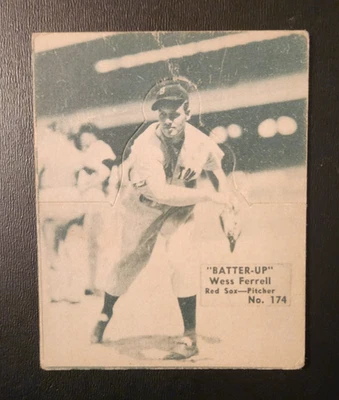 "BATTER-UP"
Wess Ferrell
Red Sox—Pitcher
No. 174